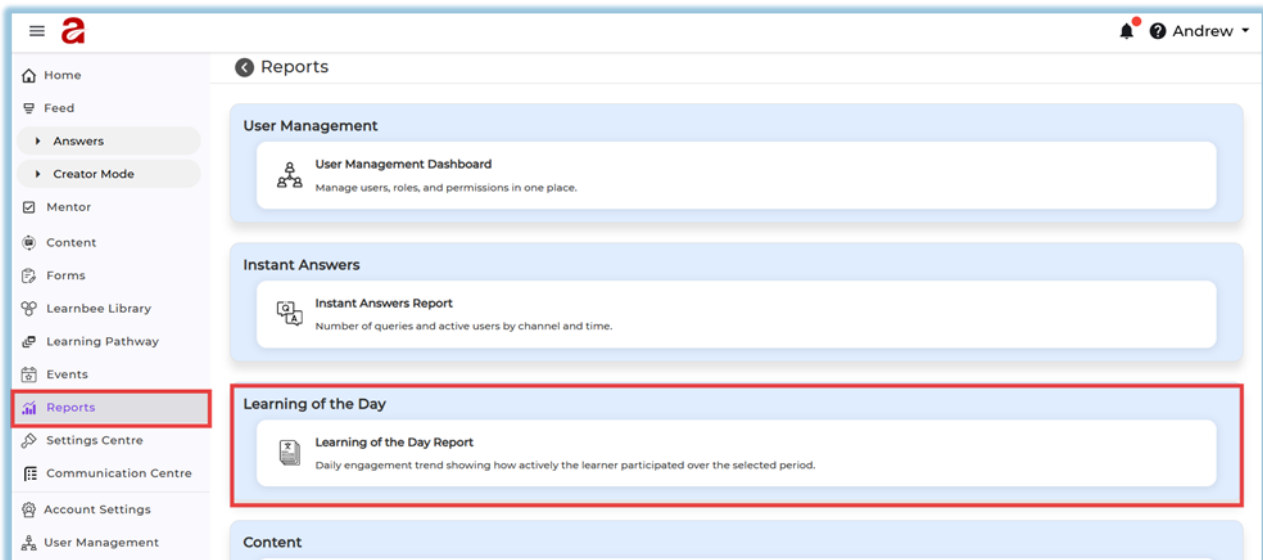 a
Andrew
Home
Feed
Answers
Creator Mode
Mentor
Content
Forms
Learnbee Library
Learning Pathway
Events
Reports
Settings Centre
Communication Centre
Account Settings
User Management
Reports
User Management
User Management Dashboard
Manage users, roles, and permissions in one place.
Instant Answers
Instant Answers Report
Number of queries and active users by channel and time.
Learning of the Day
Learning of the Day Report
Daily engagement trend showing how actively the learner participated over the selected period.
Content